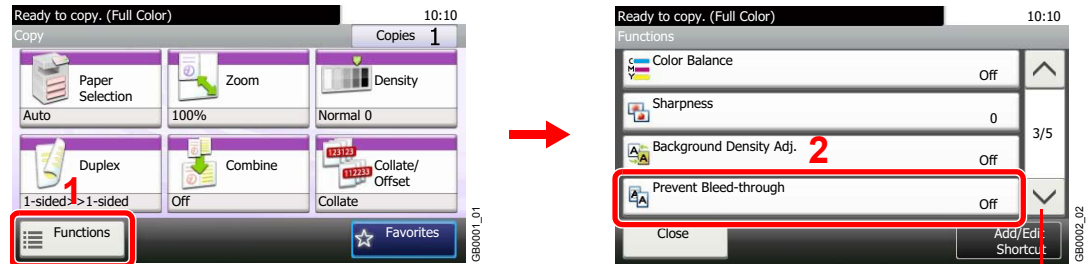 Ready to copy. (Full Color) 10:10
Copy Copies 1
Paper Selection
Auto
Zoom
100%
Density
Normal 0
Duplex
1-sided>>1-sided
Combine
Off
Collate/
Offset
Collate
1
Functions
Favorites
GB0001_01
Ready to copy. (Full Color) 10:10
Functions
CMY Color Balance
Off
Sharpness
0
3/5
Background Density Adj. 2
Off
Prevent Bleed-through
Off
Close
Add/Edit
Shortcut
GB0002_02